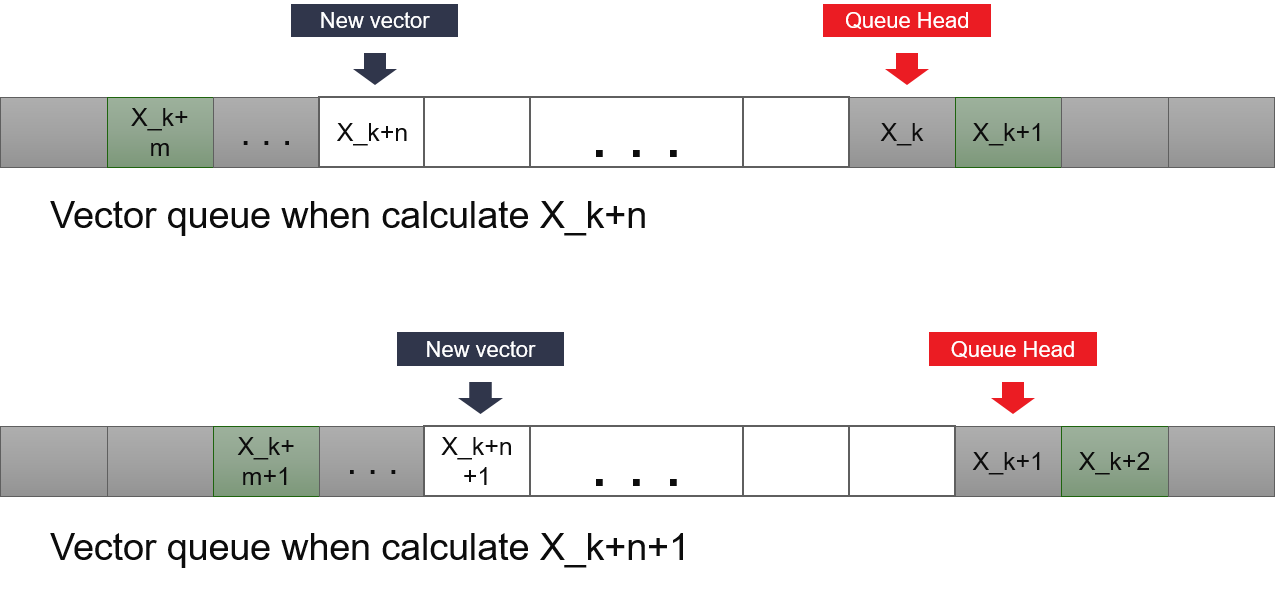 New vector
Queue Head
X_k+
m
. . .
X_k+n
. . .
X_k
X_k+1
Vector queue when calculate X_k+n
New vector
Queue Head
X_k+
m+1
. . .
X_k+n
+1
. . .
X_k+1
X_k+2
Vector queue when calculate X_k+n+1